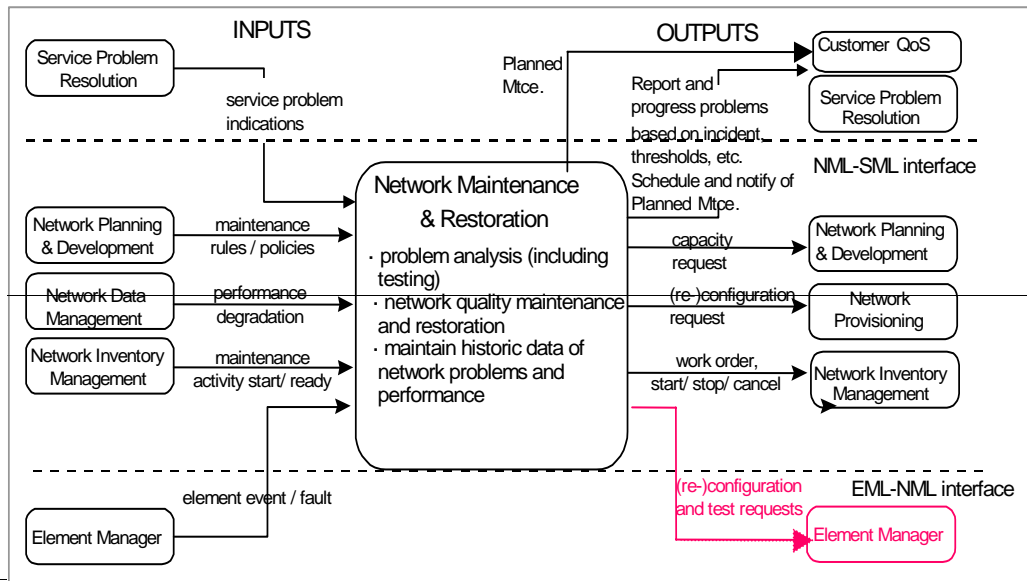 INPUTS
OUTPUTS
Service Problem
Resolution
service problem
indications
Planned
Mtce.
Customer QoS
Report and
progress problems
based on incident,
thresholds, etc.
Schedule and notify of
Planned Mtce.
Service Problem
Resolution
NML-SML interface
Network Maintenance
& Restoration
· problem analysis (including
testing)
· network quality maintenance
and restoration
· maintain historic data of
network problems and
performance
Network Planning
& Development
maintenance
rules / policies
capacity
request
Network Planning
& Development
Network Data
Management
performance
degradation
(re-)configuration
request
Network
Provisioning
Network Inventory
Management
maintenance
activity start/ ready
work order,
start/ stop/ cancel
Network Inventory
Management
element event / fault
Element Manager
(re-)configuration
and test requests
EML-NML interface
Element Manager